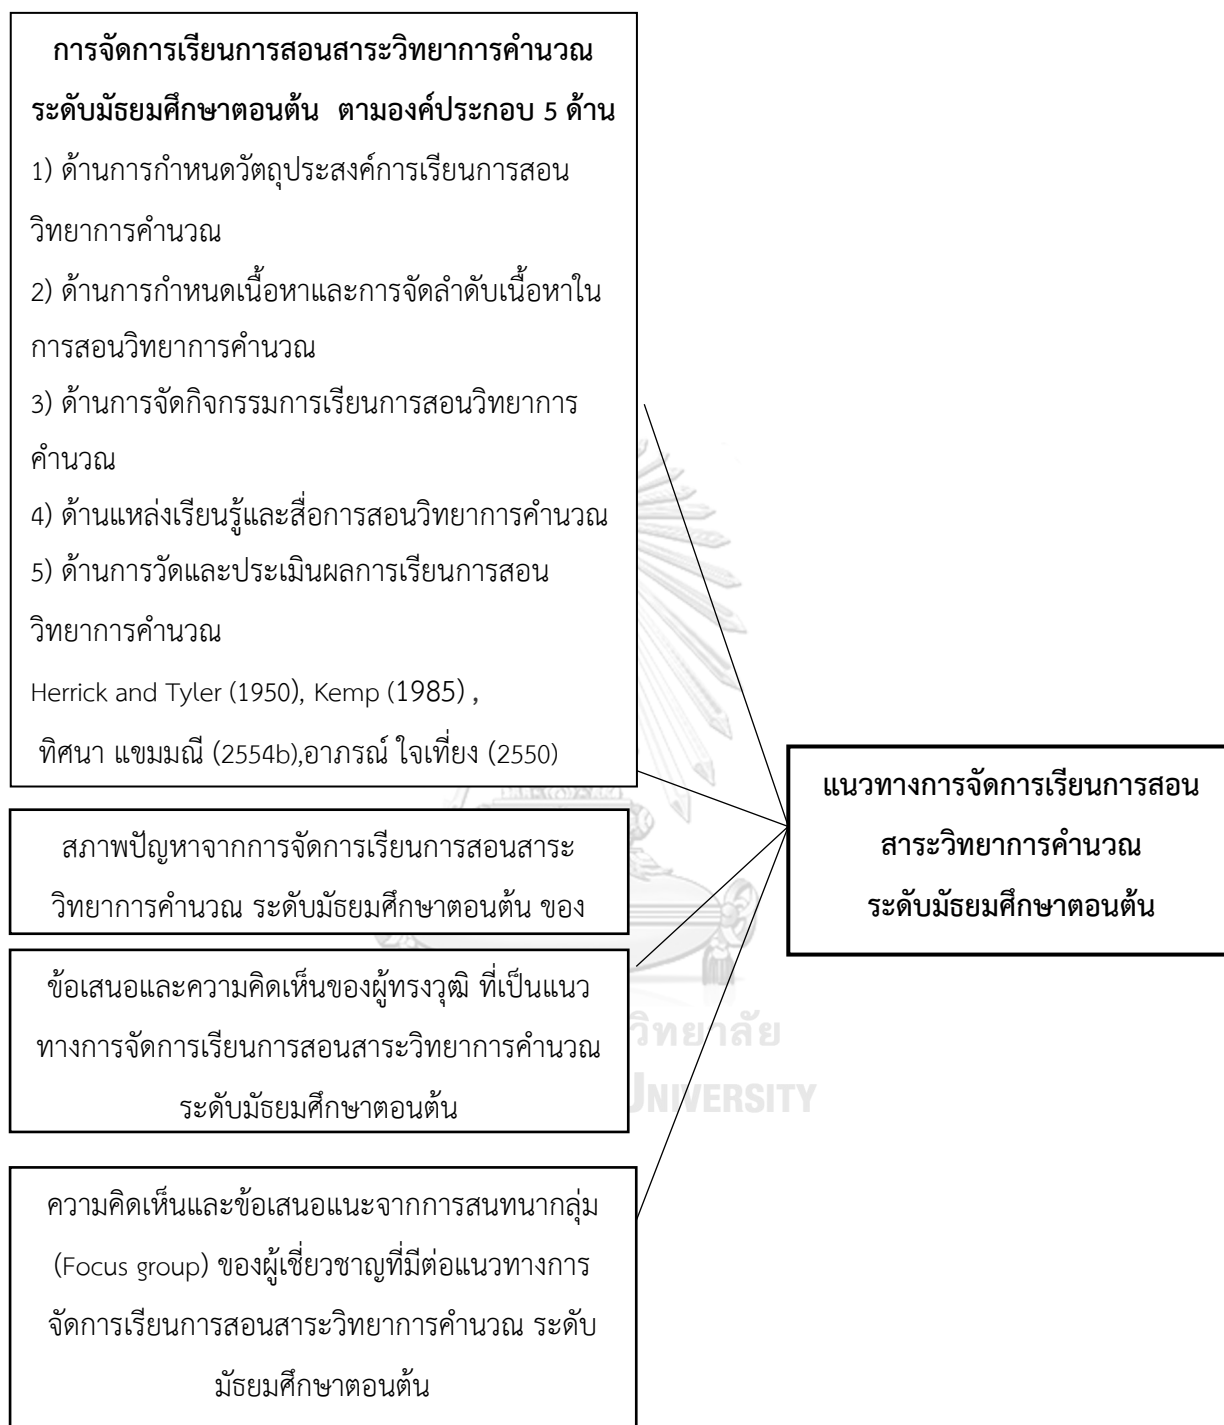 การจัดการเรียนการสอนสาระวิทยาการคำนวณ
ระดับมัธยมศึกษาตอนต้น ตามองค์ประกอบ 5 ด้าน
1) ด้านการกำหนดวัตถุประสงค์การเรียนการสอน
วิทยาการคำนวณ
2) ด้านการกำหนดเนื้อหาและการจัดลำดับเนื้อหาใน
การสอนวิทยาการคำนวณ
3) ด้านการจัดกิจกรรมการเรียนการสอนวิทยาการ
คำนวณ
4) ด้านแหล่งเรียนรู้และสื่อการสอนวิทยาการคำนวณ
5) ด้านการวัดและประเมินผลการเรียนการสอน
วิทยาการคำนวณ
Herrick and Tyler (1950), Kemp (1985) ,
ทิศนา แขมมณี (2554b),อาภรณ์ ใจเที่ยง (2550)
สภาพปัญหาจากการจัดการเรียนการสอนสาระ
วิทยาการคำนวณ ระดับมัธยมศึกษาตอนต้น ของ
ข้อเสนอและความคิดเห็นของผู้ทรงวุฒิ ที่เป็นแนว
ทางการจัดการเรียนการสอนสาระวิทยาการคำนวณ
ระดับมัธยมศึกษาตอนต้น
ความคิดเห็นและข้อเสนอแนะจากการสนทนากลุ่ม
(Focus group) ของผู้เชี่ยวชาญที่มีต่อแนวทางการ
จัดการเรียนการสอนสาระวิทยาการคำนวณ ระดับ
มัธยมศึกษาตอนต้น
แนวทางการจัดการเรียนการสอน
สาระวิทยาการคำนวณ
ระดับมัธยมศึกษาตอนต้น
วิทยาลัย
UNIVERSITY